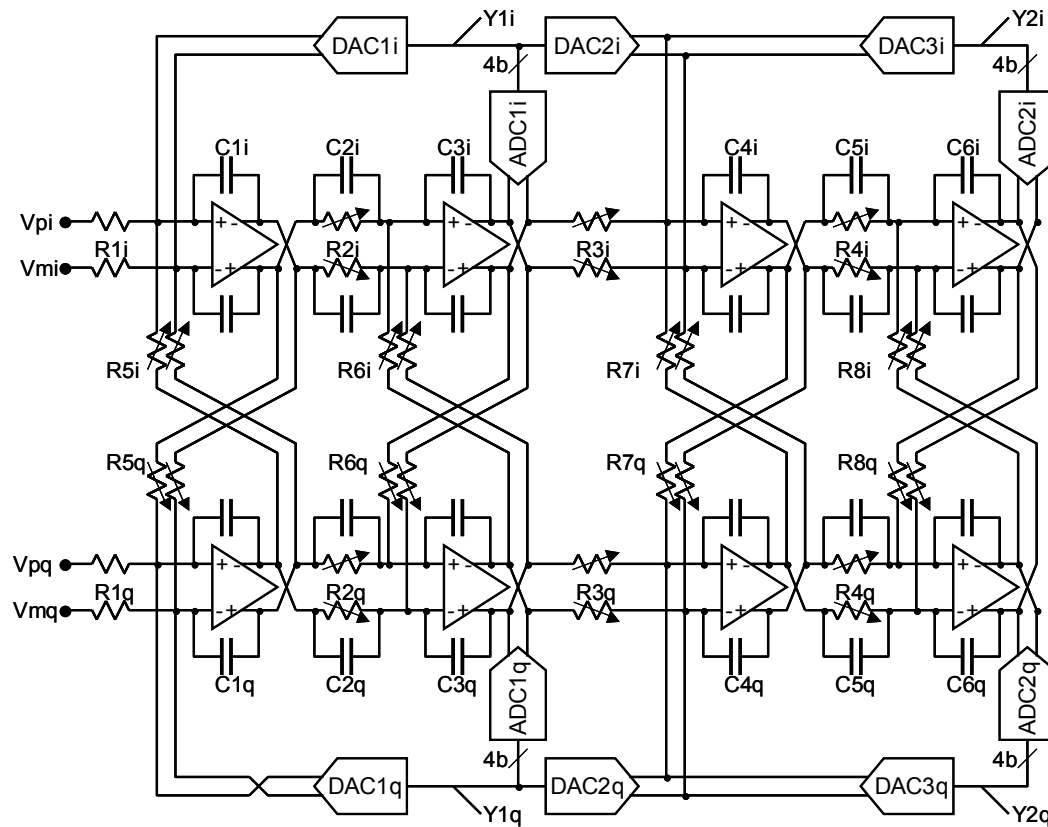 Y1i Y2i
DAC1i DAC2i DAC3i
4b 4b
ADC1i ADC2i
C1i C2i C3i C4i C5i C6i
Vpi + - + - + - + -
R1i R2i R3i R4i
Vmi - + - + - + - +
R5i R6i R7i R8i
R5q R6q R7q R8q
Vpq + - + - + - + -
R1q R2q R3q R4q
Vmq - + - + - + - +
C1q C2q C3q C4q C5q C6q
ADC1q ADC2q
4b 4b
DAC1q DAC2q DAC3q
Y1q Y2q